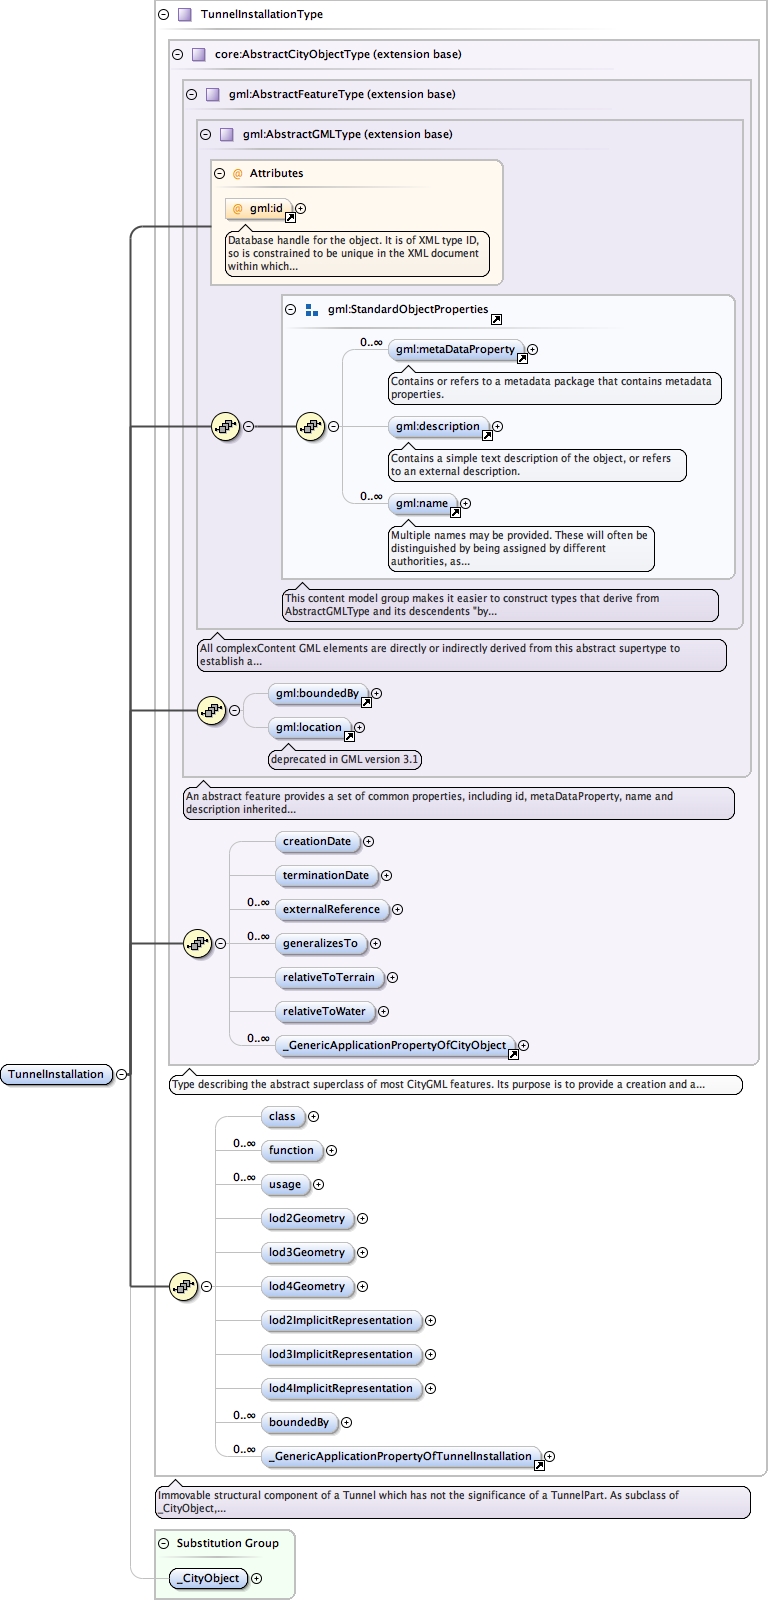 TunnelInstallationType
core:AbstractCityObjectType (extension base)
gml:AbstractFeatureType (extension base)
gml:AbstractGMLType (extension base)
@ Attributes
@ gml:id
Database handle for the object. It is of XML type ID,
so is constrained to be unique in the XML document
within which...
gml:StandardObjectProperties
0..∞
gml:metaDataProperty
Contains or refers to a metadata package that contains metadata
properties.
gml:description
Contains a simple text description of the object, or refers
to an external description.
0..∞
gml:name
Multiple names may be provided. These will often be
distinguished by being assigned by different
authorities, as...
This content model group makes it easier to construct types that derive from
AbstractGMLType and its descendents "by...
All complexContent GML elements are directly or indirectly derived from this abstract supertype to
establish a...
gml:boundedBy
gml:location
deprecated in GML version 3.1
An abstract feature provides a set of common properties, including id, metaDataProperty, name and
description inherited...
creationDate
terminationDate
0..∞
externalReference
0..∞
generalizesTo
relativeToTerrain
relativeToWater
0..∞
_GenericApplicationPropertyOfCityObject
TunnelInstallation
Type describing the abstract superclass of most CityGML features. Its purpose is to provide a creation and a...
class
0..∞
function
0..∞
usage
lod2Geometry
lod3Geometry
lod4Geometry
lod2ImplicitRepresentation
lod3ImplicitRepresentation
lod4ImplicitRepresentation
0..∞
boundedBy
0..∞
_GenericApplicationPropertyOfTunnelInstallation
Immovable structural component of a Tunnel which has not the significance of a TunnelPart. As subclass of
_CityObject,...
Substitution Group
_CityObject